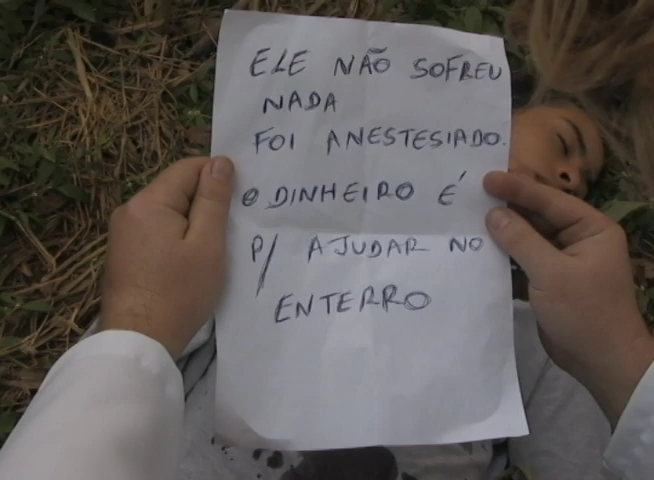 ELE NÃO SOFREU
NADA
FOI ANESTESIADO.
O DINHEIRO É
P/ AJUDAR NO
ENTERRO